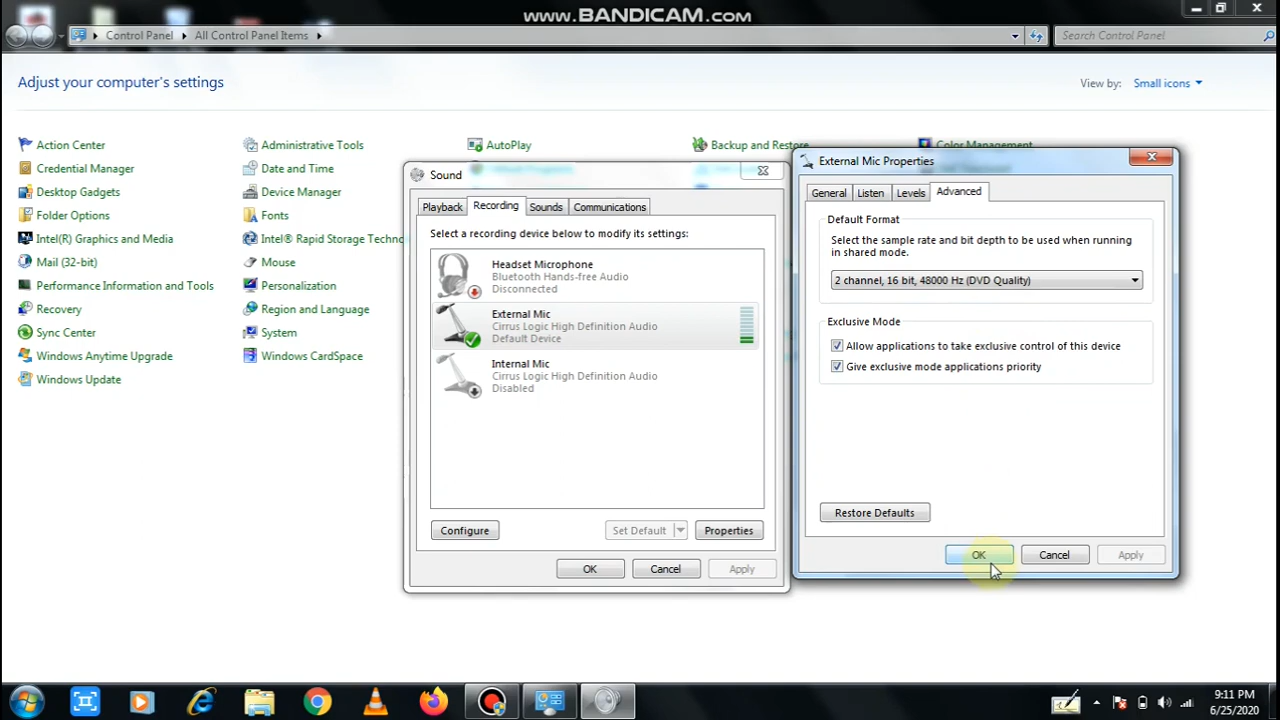 www.BANDICAM.com
Control Panel
All Control Panel Items
Search Control Panel
Adjust your computer's settings
View by:
Small icons
Action Center
Administrative Tools
AutoPlay
Backup and Restore
Color Management
Credential Manager
Date and Time
Desktop Gadgets
Device Manager
Folder Options
Fonts
Intel(R) Graphics and Media
Intel® Rapid Storage Techno
Mail (32-bit)
Mouse
Performance Information and Tools
Personalization
Recovery
Region and Language
Sync Center
System
Windows Anytime Upgrade
Windows CardSpace
Windows Update
Sound
Playback
Recording
Sounds
Communications
Select a recording device below to modify its settings:
Headset Microphone
Bluetooth Hands-free Audio
Disconnected
External Mic
Cirrus Logic High Definition Audio
Default Device
Internal Mic
Cirrus Logic High Definition Audio
Disabled
Configure
Set Default
Properties
OK
Cancel
Apply
External Mic Properties
General
Listen
Levels
Advanced
Default Format
Select the sample rate and bit depth to be used when running
in shared mode.
2 channel, 16 bit, 48000 Hz (DVD Quality)
Exclusive Mode
Allow applications to take exclusive control of this device
Give exclusive mode applications priority
Restore Defaults
OK
Cancel
Apply
9:11 PM
6/25/2020